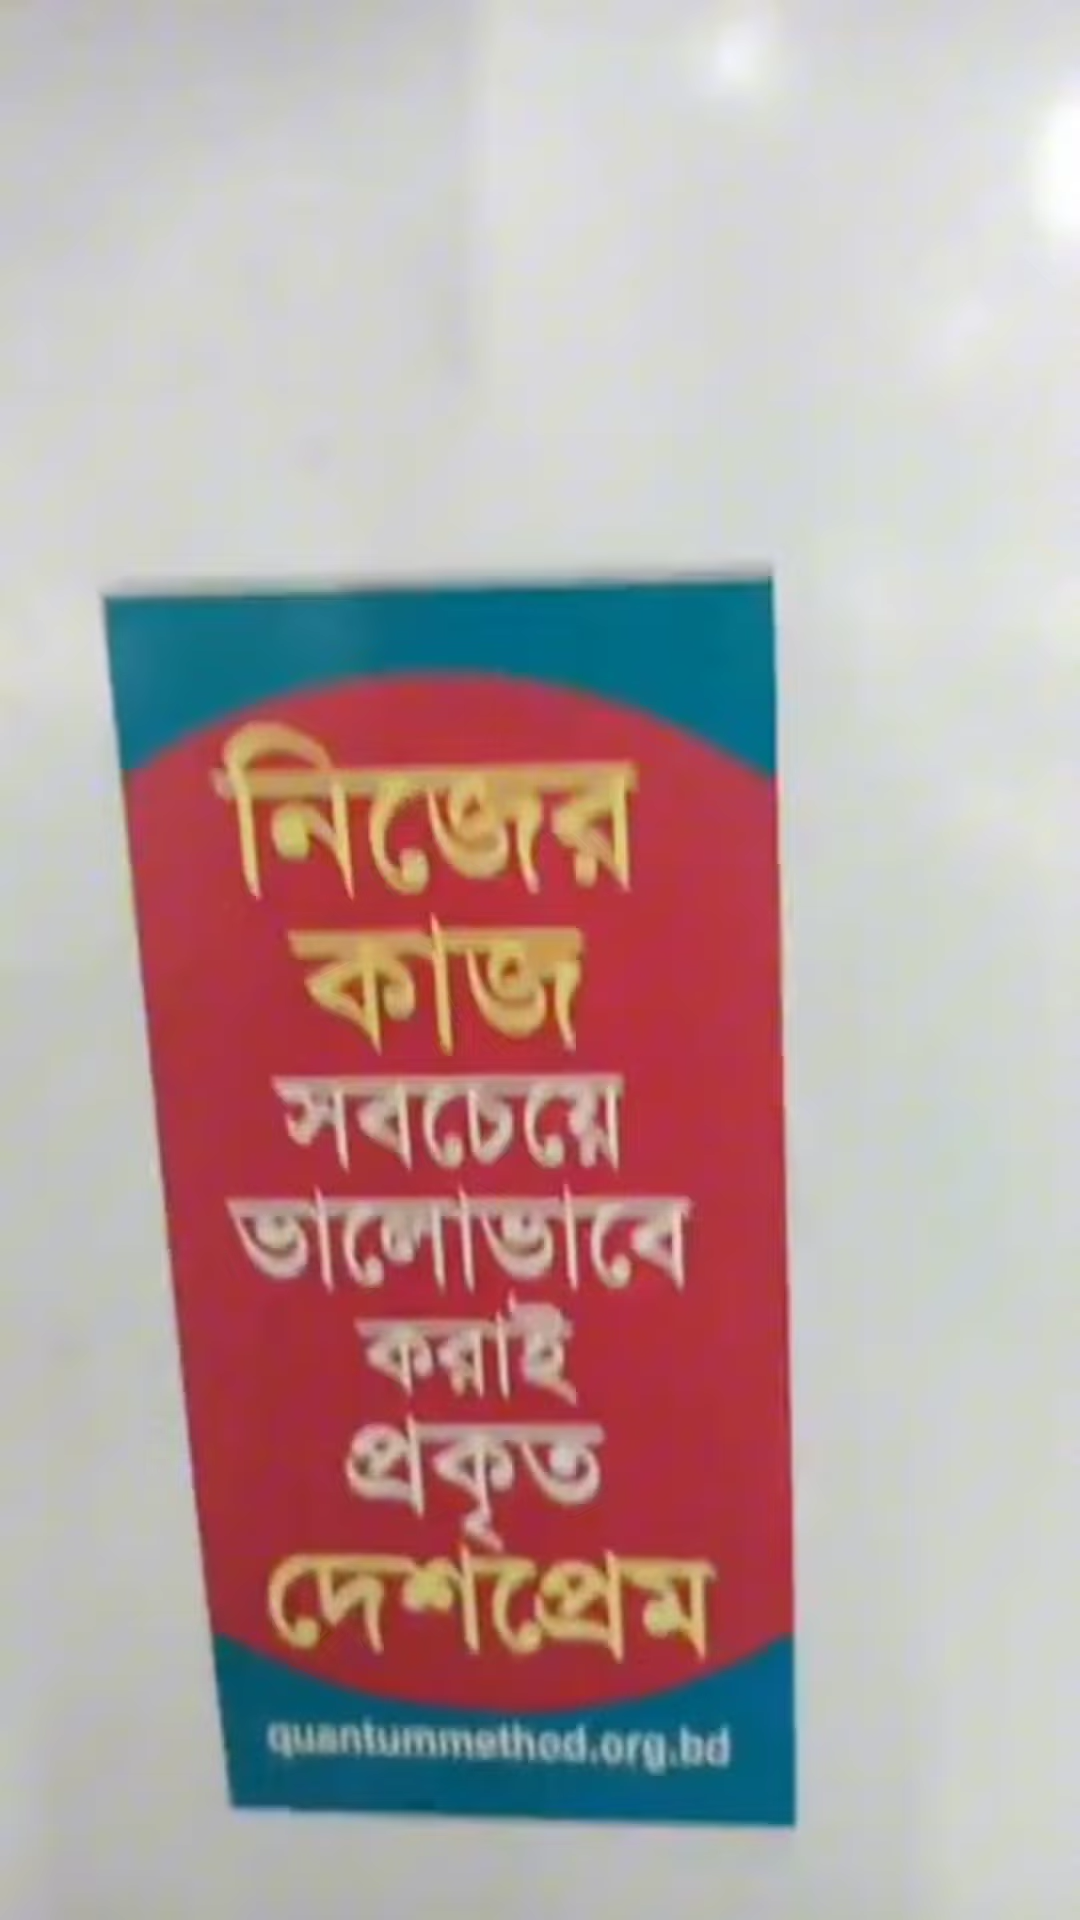 নিজের
কাজ
সবচেয়ে
ভালোভাবে
করাই
প্রকৃত
দেশপ্রেম
quantummethod.org.bd